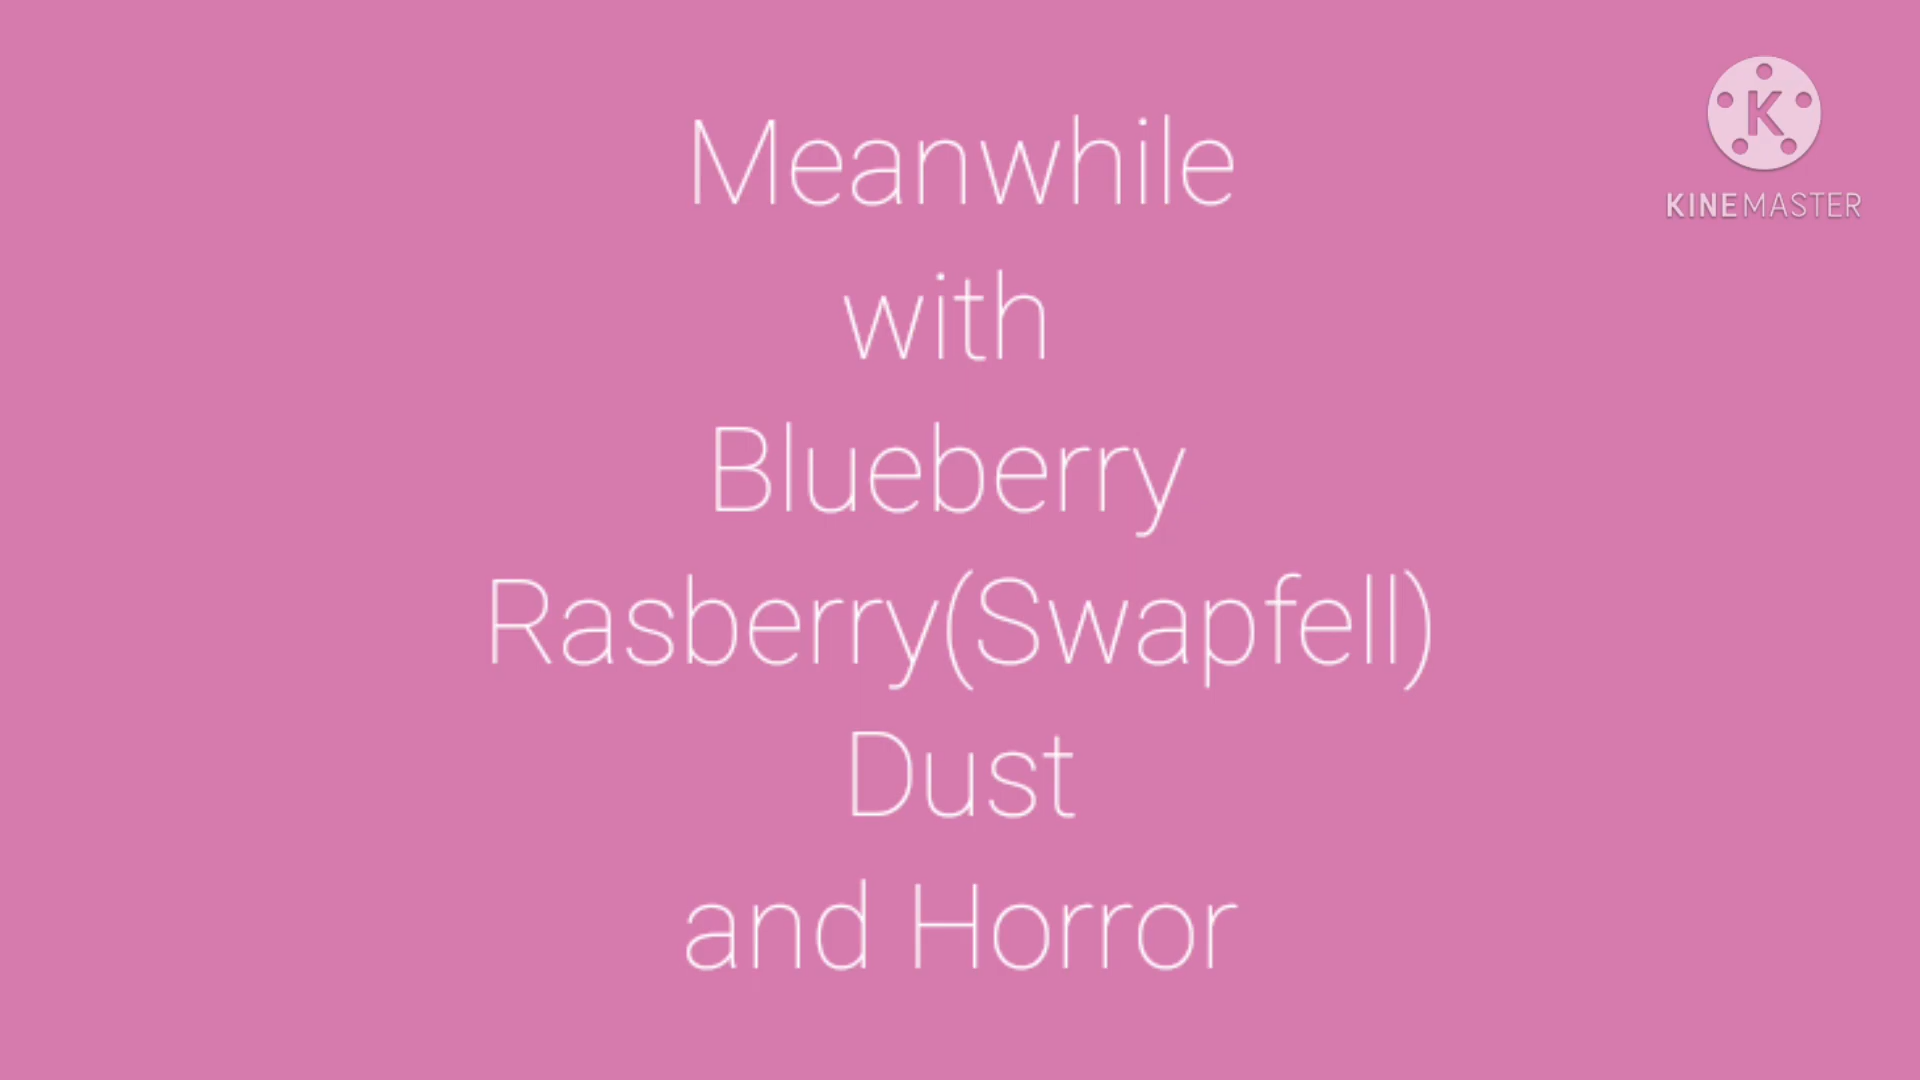 Meanwhile
with
Blueberry
Rasberry(Swapfell)
Dust
and Horror
K
KINEMASTER